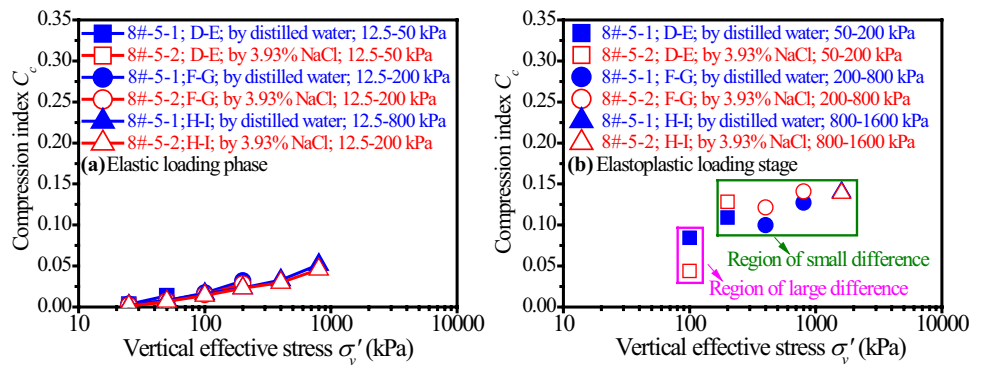 Compression index Cc
0.35
0.30
0.25
0.20
0.15
0.10
0.05
0.00
8#-5-1; D-E; by distilled water; 12.5-50 kPa
8#-5-2; D-E; by 3.93% NaCl; 12.5-50 kPa
8#-5-1;F-G; by distilled water; 12.5-200 kPa
8#-5-2; F-G; by 3.93% NaCl; 12.5-200 kPa
8#-5-1;H-I; by distilled water; 12.5-800 kPa
8#-5-2; H-I; by 3.93% NaCl; 12.5-200 kPa
(a) Elastic loading phase
10
100
1000
10000
Vertical effective stress σv′ (kPa)
Compression index Cc
0.35
0.30
0.25
0.20
0.15
0.10
0.05
0.00
8#-5-1; D-E; by distilled water; 50-200 kPa
8#-5-2; D-E; by 3.93% NaCl; 50-200 kPa
8#-5-1; F-G; by distilled water; 200-800 kPa
8#-5-2; F-G; by 3.93% NaCl; 200-800 kPa
8#-5-1; H-I; by distilled water; 800-1600 kPa
8#-5-2; H-I; by 3.93% NaCl; 800-1600 kPa
(b) Elastoplastic loading stage
Region of small difference
Region of large difference
10
100
1000
10000
Vertical effective stress σv′ (kPa)